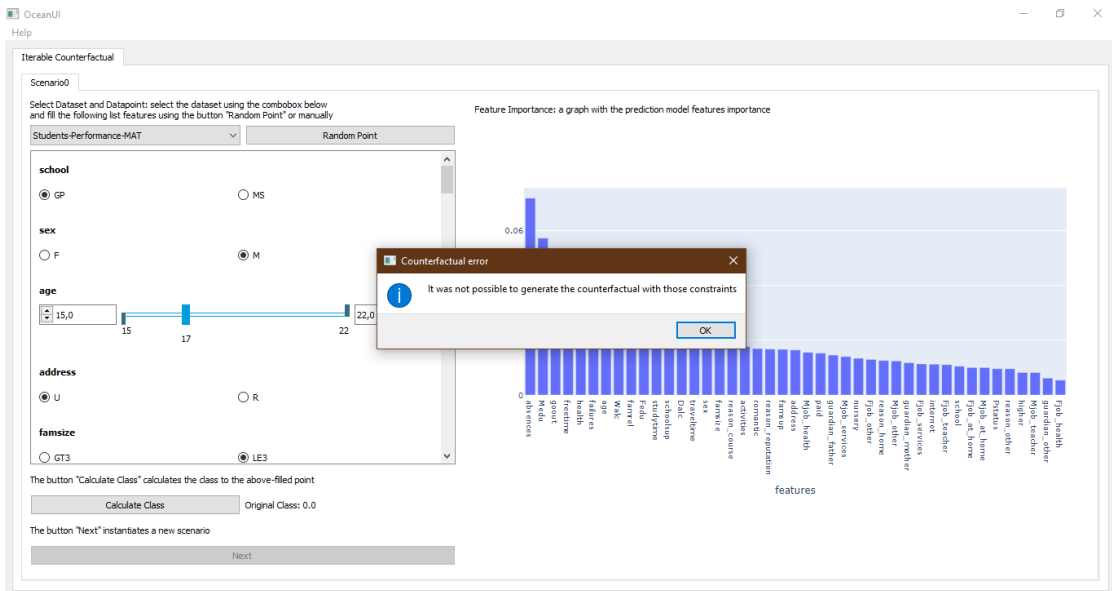 OceanUI
Help
Iterable Counterfactual
Scenario0
Select Dataset and Datapoint: select the dataset using the combobox below
and fill the following list features using the button "Random Point" or manually
Students-Performance-MAT
Random Point
school
GP
MS
sex
F
M
age
15,0
22,0
15
17
22
address
U
R
famsize
GT3
LE3
The button "Calculate Class" calculates the class to the above-filled point
Calculate Class
Original Class: 0.0
The button "Next" instantiates a new scenario
Next
Feature Importance: a graph with the prediction model features importance
0.06
0
Counterfactual error
It was not possible to generate the counterfactual with those constraints
OK
absences
Medu
goout
freetime
health
failures
age
Walc
famrel
Fedu
studytime
schoolsup
Dalc
traveltime
sex
famsize
reason_course
activities
romantic
reason_reputation
famsup
address
Mjob_health
paid
guardian_father
Mjob_services
nursery
Fjob_other
reason_home
Mjob_other
guardian_mother
Fjob_services
internet
Fjob_teacher
school
Fjob_at_home
Mjob_at_home
Pstatus
reason_other
higher
Mjob_teacher
guardian_other
Fjob_health
features